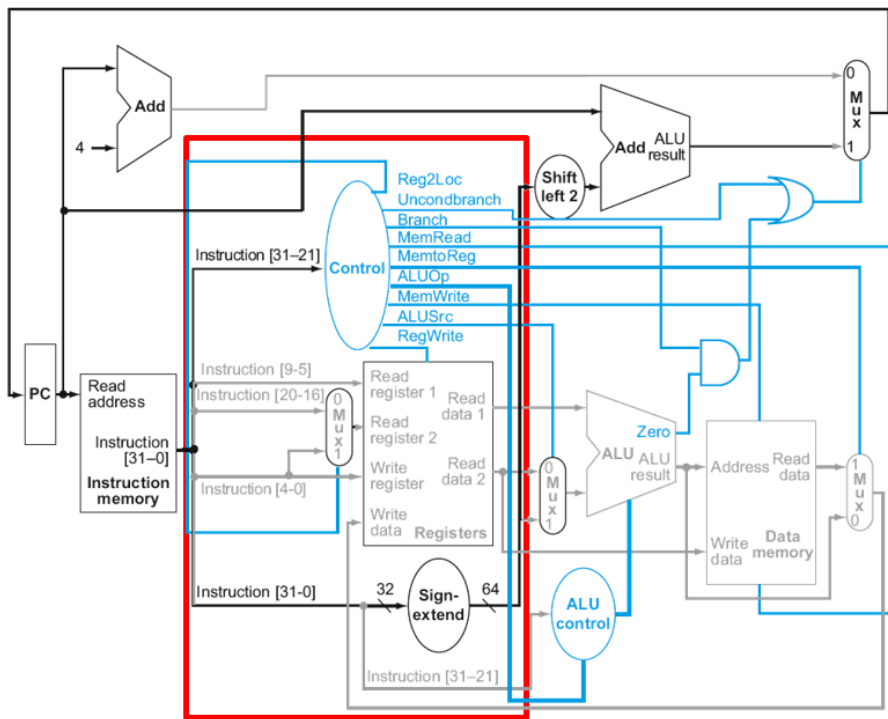 Add
4
Add
ALU
result
0
Mux
1
Shift
left 2
Reg2Loc
Uncondbranch
Branch
MemRead
MemtoReg
ALUOp
MemWrite
ALUSrc
RegWrite
Instruction [31–21]
Control
PC
Read
address
Instruction
[31–0]
Instruction
memory
Instruction [9-5]
Instruction [20-16]
Instruction [4-0]
0
Mux
1
Read
register 1
Read
register 2
Write
register
Write
data
Read
data 1
Read
data 2
Registers
0
Mux
1
Zero
ALU
ALU
result
Address
Read
data
Write
data
Data
memory
1
Mux
0
Instruction [31-0]
32
Sign-
extend
64
ALU
control
Instruction [31–21]